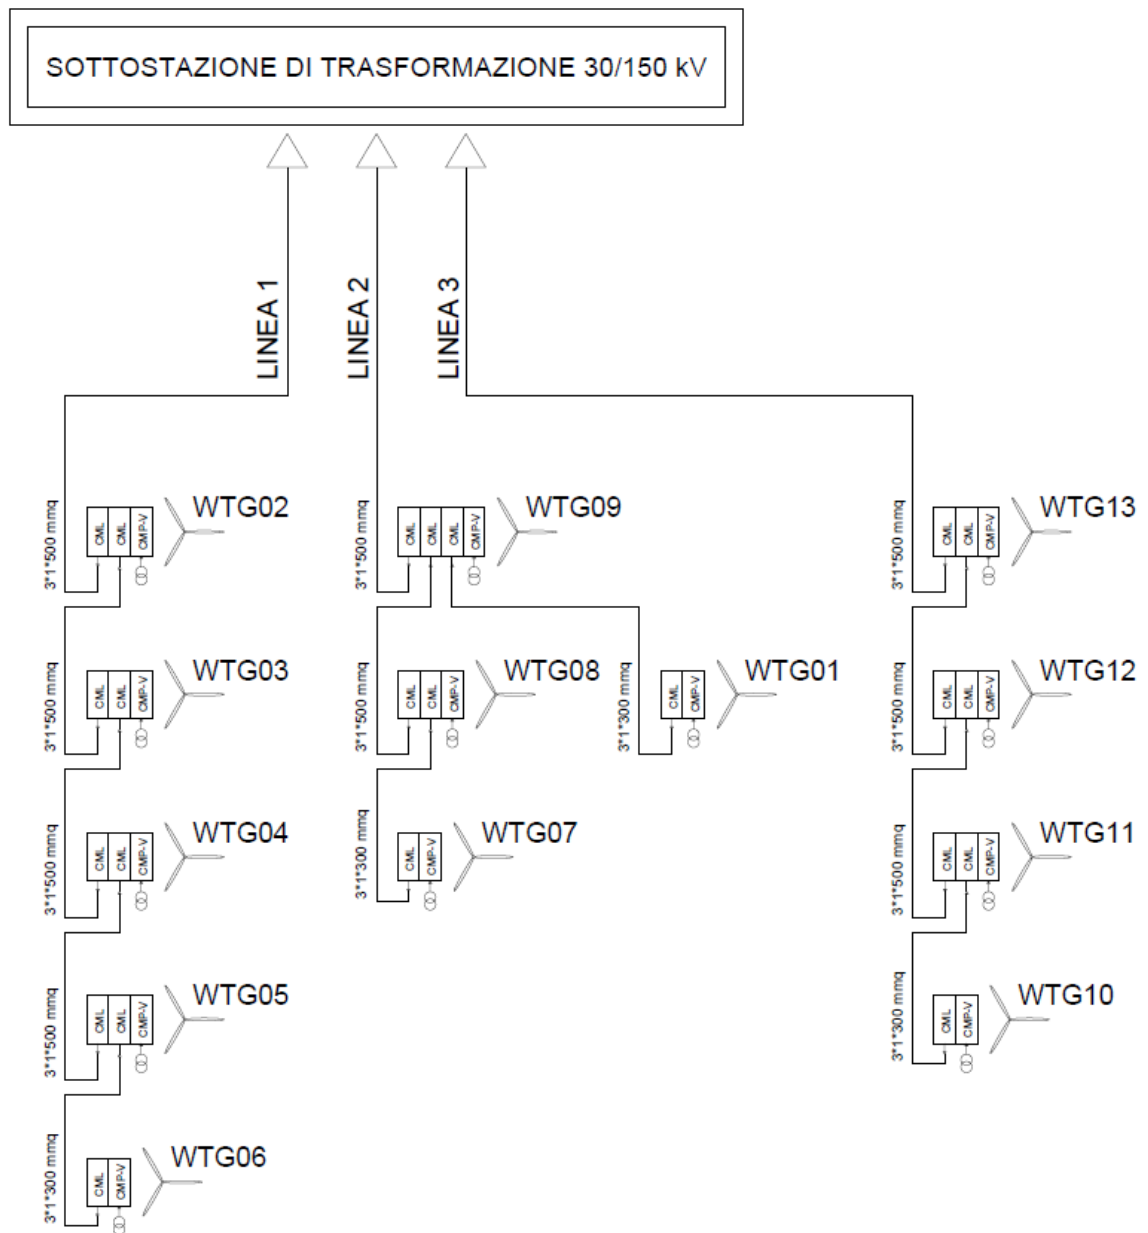 SOTTOSTAZIONE DI TRASFORMAZIONE 30/150 kV
LINEA 1
LINEA 2
LINEA 3
3*1*500 mmq
CML
CML
CMP-V
WTG02
3*1*500 mmq
CML
CML
CML
CMP-V
WTG09
3*1*500 mmq
CML
CML
CMP-V
WTG13
3*1*500 mmq
CML
CML
CMP-V
WTG03
3*1*500 mmq
CML
CML
CMP-V
WTG08
3*1*300 mmq
CML
CMP-V
WTG01
3*1*500 mmq
CML
CML
CMP-V
WTG12
3*1*500 mmq
CML
CML
CMP-V
WTG04
3*1*300 mmq
CML
CMP-V
WTG07
3*1*500 mmq
CML
CML
CMP-V
WTG11
3*1*500 mmq
CML
CML
CMP-V
WTG05
3*1*300 mmq
CML
CMP-V
WTG10
3*1*300 mmq
CML
CMP-V
WTG06